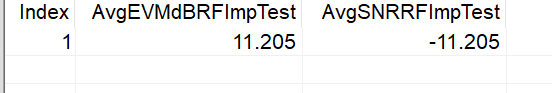 Index AvgEVMdBRFImpTest AvgSNRRFImpTest
1 11.205 -11.205